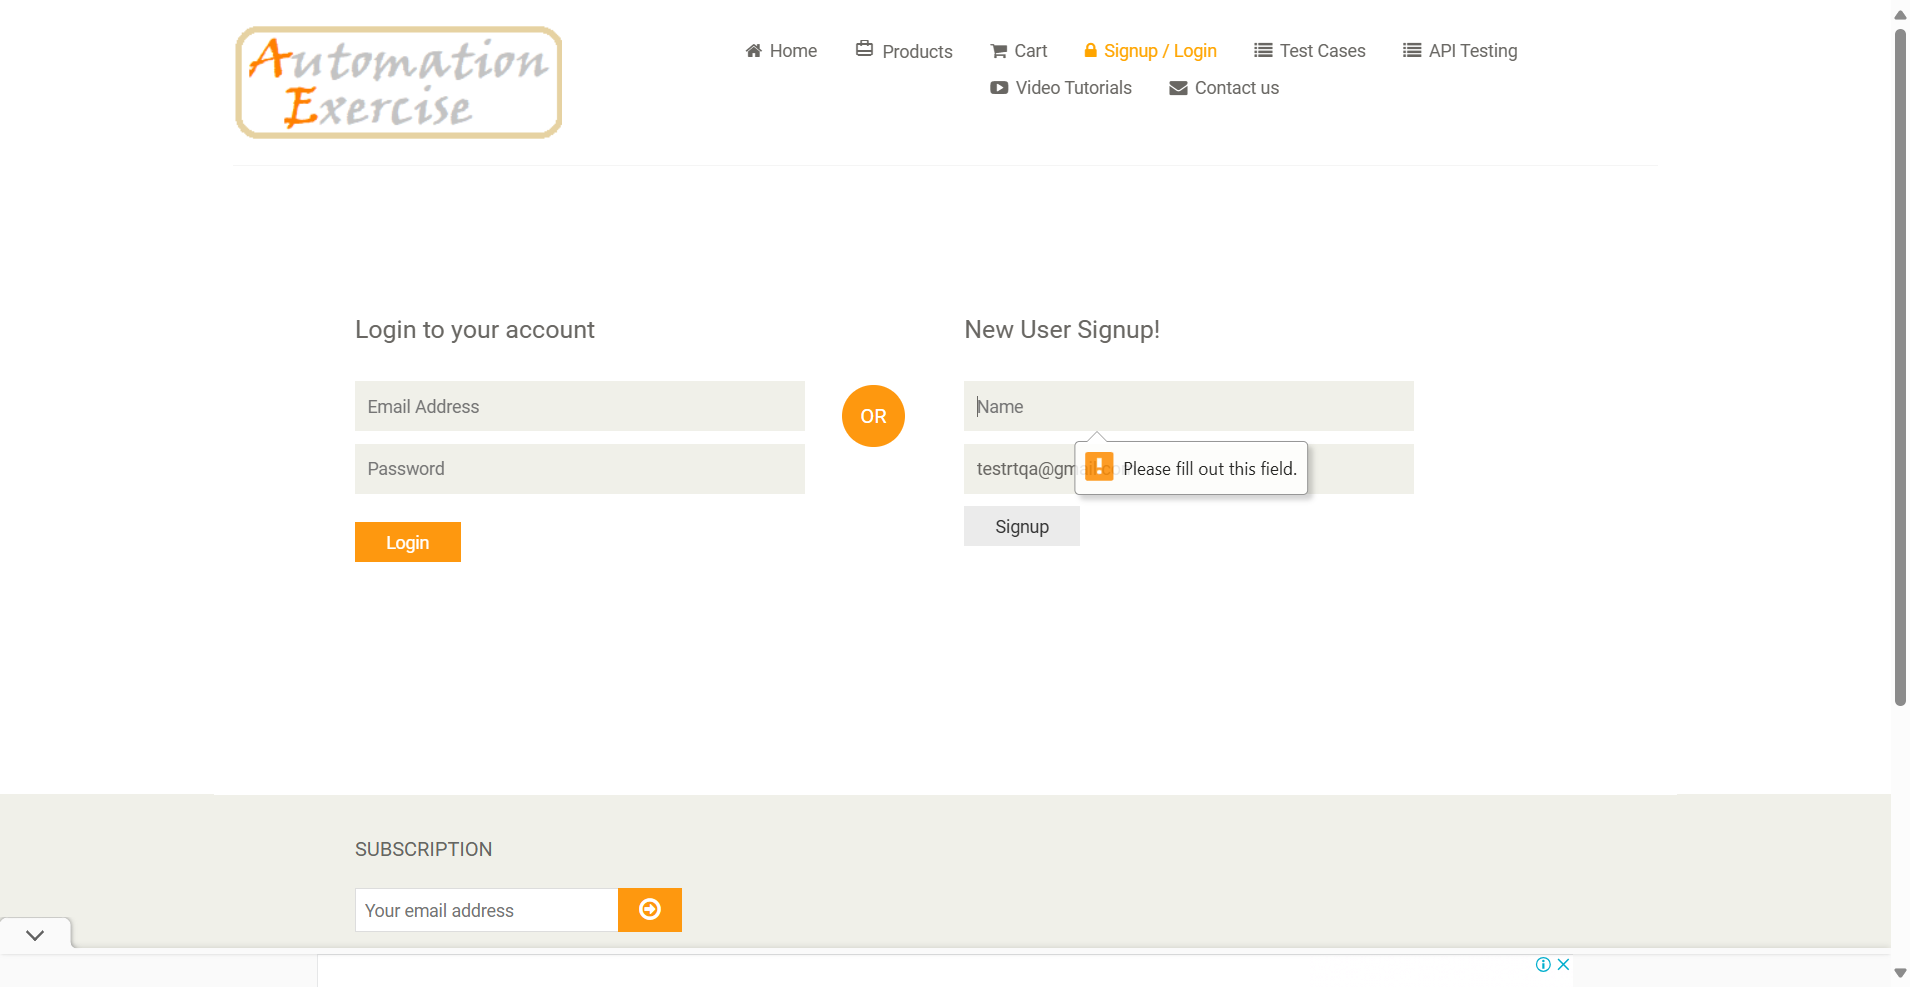 Automation
Exercise
Home
Products
Cart
Signup / Login
Test Cases
API Testing
Video Tutorials
Contact us
Login to your account
Email Address
Password
Login
OR
New User Signup!
Name
testrtqa@gm
Please fill out this field.
Signup
SUBSCRIPTION
Your email address